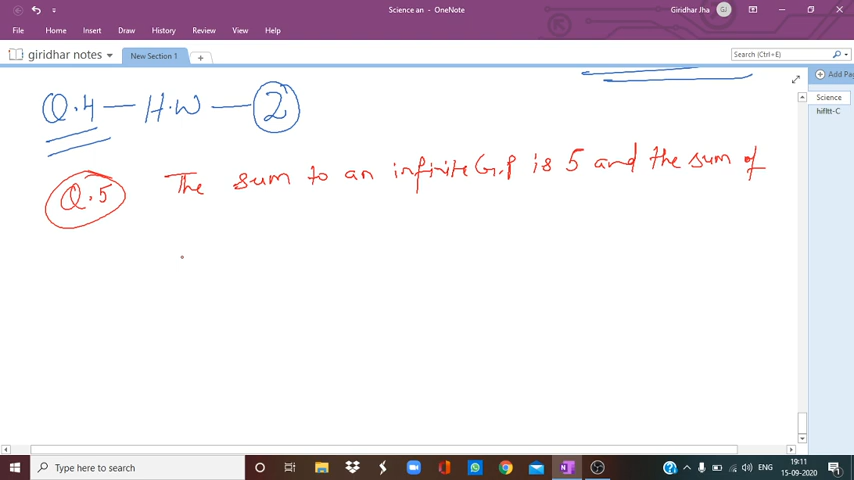 Science an - OneNote
Giridhar Jha
GJ
File Home Insert Draw History Review View Help
giridhar notes
New Section 1
+
Search (Ctrl+E)
Add Pa
Science
hifltt-C
Q.4 — H.W — 2
Q.5 The sum to an infinite G.P is 5 and the sum of
Type here to search
ENG
19:11
15-09-2020
1